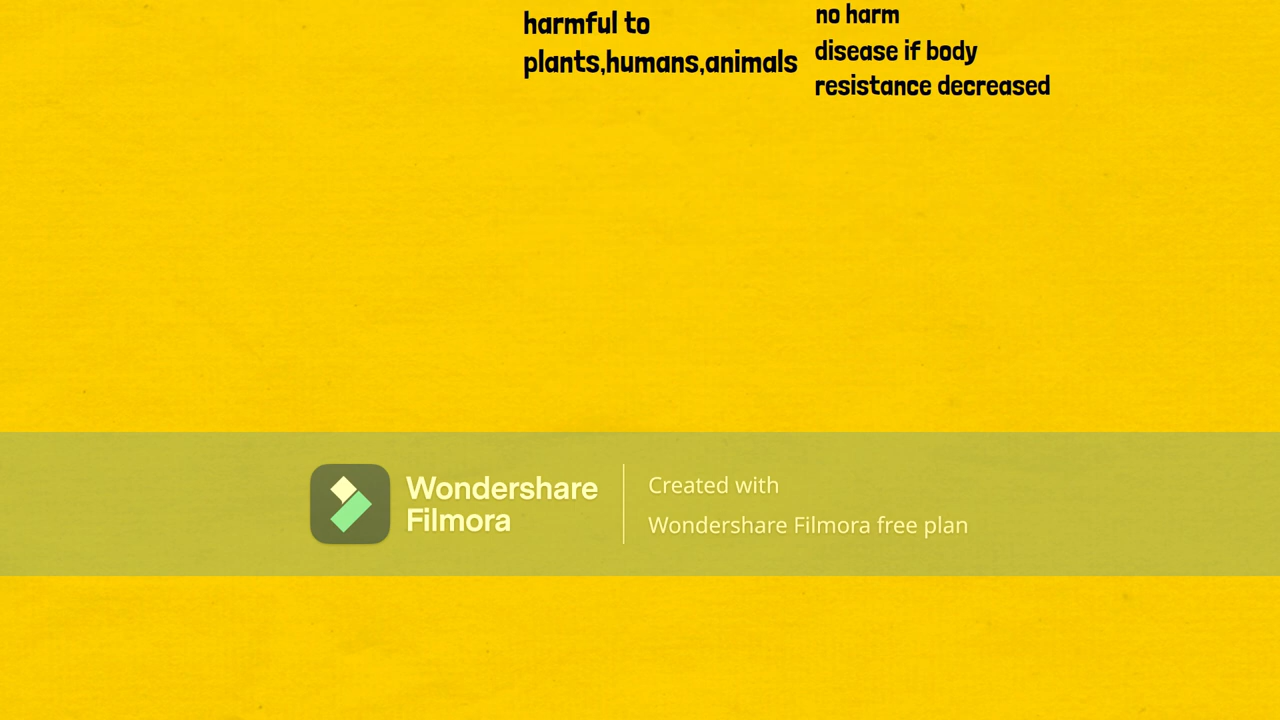 harmful to
plants,humans,animals
no harm
disease if body
resistance decreased
Wondershare
Filmora
Created with
Wondershare Filmora free plan